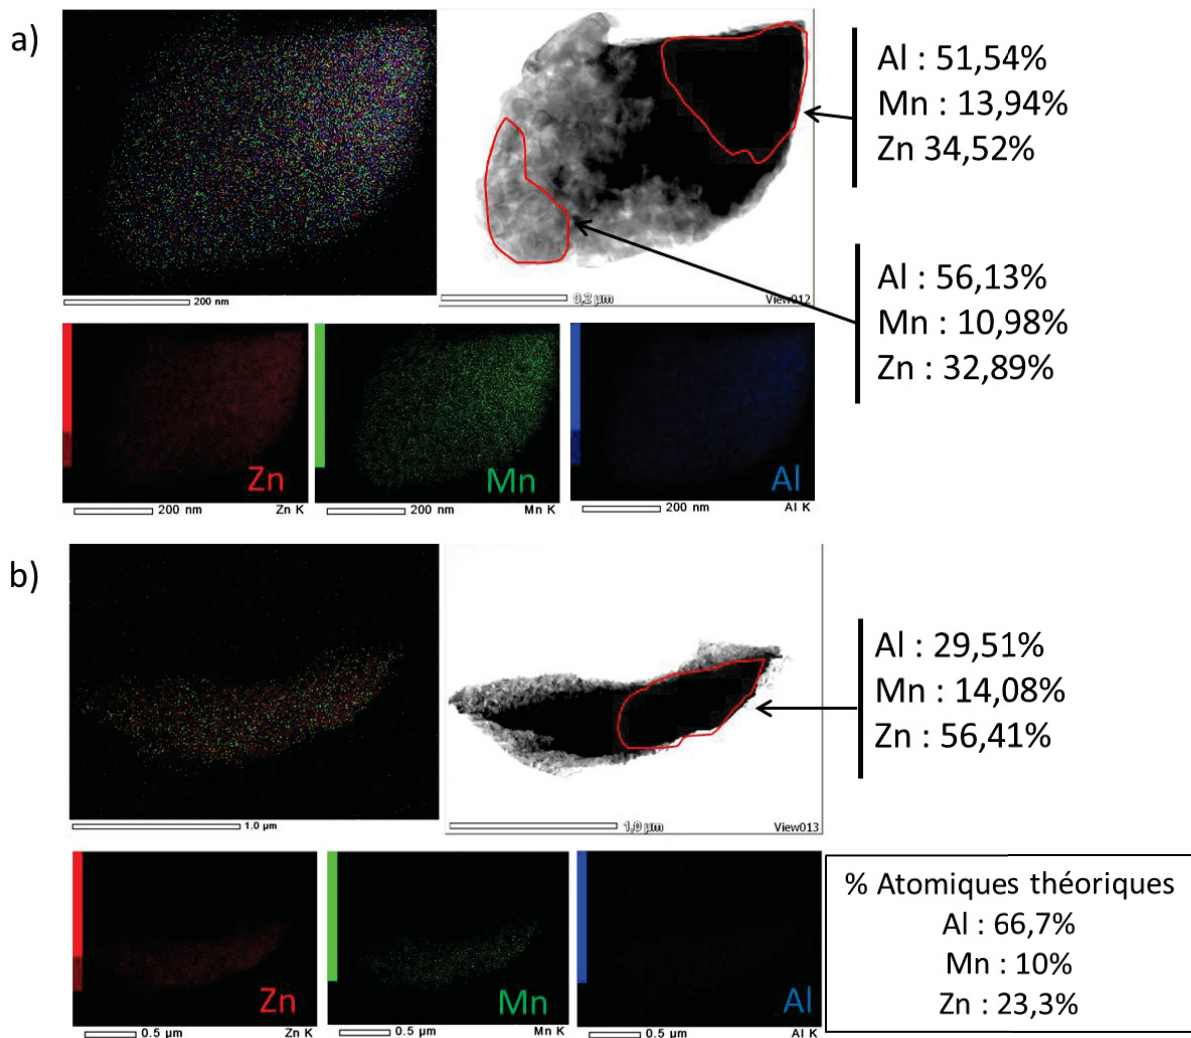 a)
Al : 51,54%
Mn : 13,94%
Zn 34,52%
Al : 56,13%
Mn : 10,98%
Zn : 32,89%
200 nm
0,2 µm
View012
Zn
Mn
Al
200 nm
Zn K
200 nm
Mn K
200 nm
Al K
b)
Al : 29,51%
Mn : 14,08%
Zn : 56,41%
1.0 µm
1,0 µm
View013
Zn
Mn
Al
0.5 µm
Zn K
0.5 µm
Mn K
0.5 µm
Al K
% Atomiques théoriques
Al : 66,7%
Mn : 10%
Zn : 23,3%